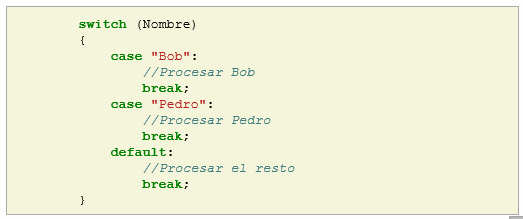 switch (Nombre)
{
case "Bob":
//Procesar Bob
break;
case "Pedro":
//Procesar Pedro
break;
default:
//Procesar el resto
break;
}